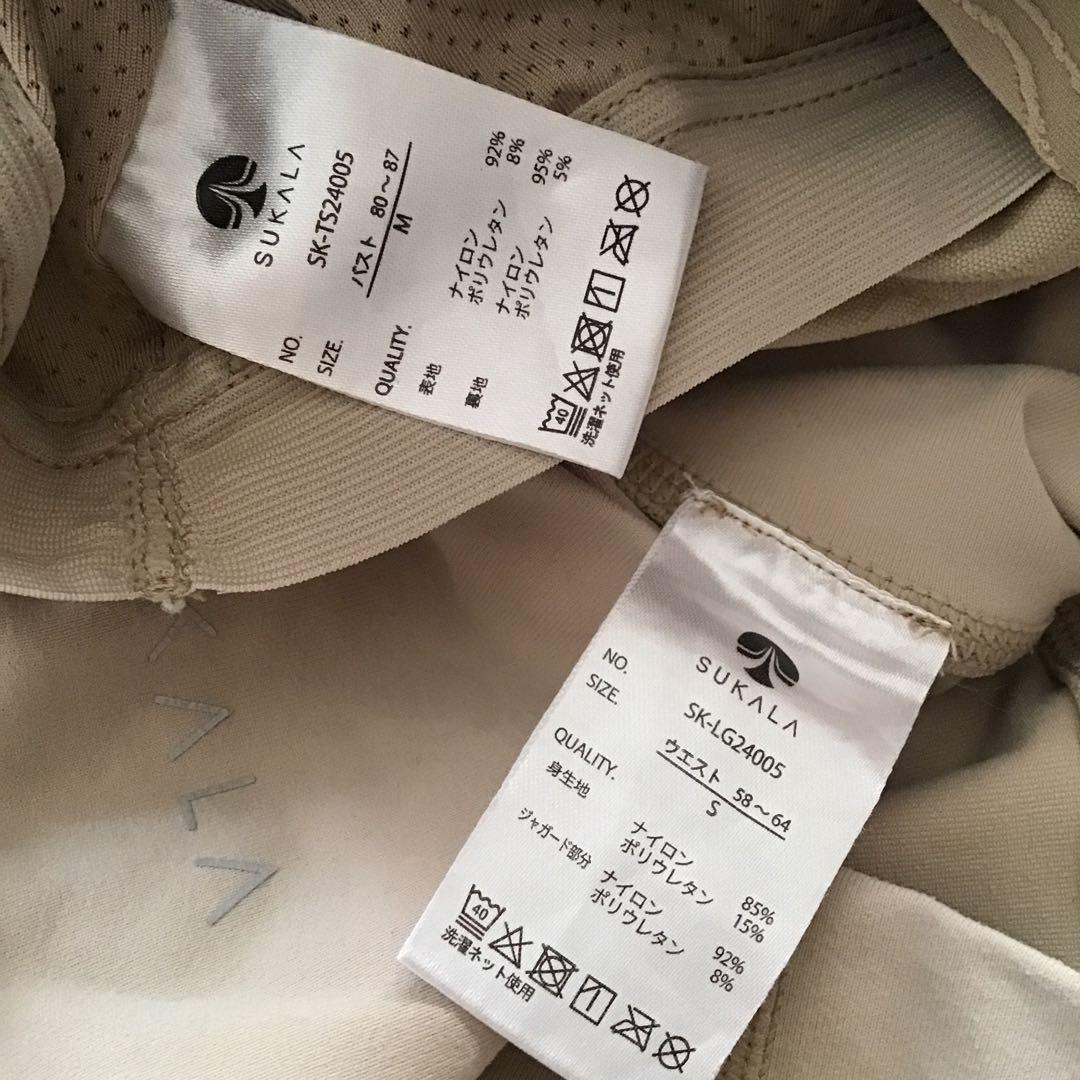 SUKALA
NO. SK-TS24005
SIZE. バスト 80～87
M
QUALITY.
表地 ナイロン 92%
ポリウレタン 8%
裏地 ナイロン 95%
ポリウレタン 5%
40
洗濯ネット使用
SUKALA
NO. SK-LG24005
SIZE. ウエスト 58～64
S
QUALITY.
身生地 ナイロン 85%
ポリウレタン 15%
ジャガード部分 ナイロン 92%
ポリウレタン 8%
40
洗濯ネット使用